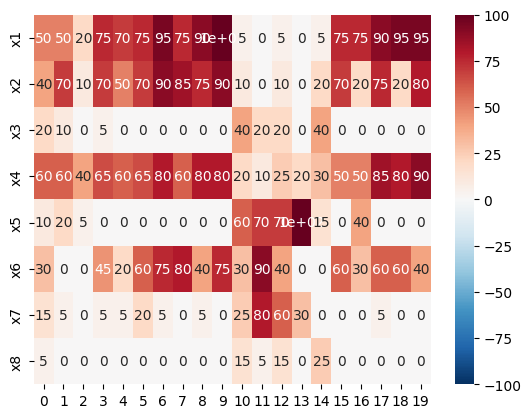 x1 50 50 20 75 70 75 95 75 90 1e+02 5 0 5 0 5 75 75 90 95 95
x2 40 70 10 70 50 70 90 85 75 90 10 0 10 0 20 70 20 75 20 80
x3 20 10 0 5 0 0 0 0 0 0 40 20 20 0 40 0 0 0 0 0
x4 60 60 40 65 60 65 80 60 80 80 20 10 25 20 30 50 50 85 80 90
x5 10 20 5 0 0 0 0 0 0 0 60 70 70 1e+02 15 0 40 0 0 0
x6 30 0 0 45 20 60 75 80 40 75 30 90 40 0 0 60 30 60 60 40
x7 15 5 0 5 5 20 5 0 5 0 25 80 60 30 0 0 0 5 0 0
x8 5 0 0 0 0 0 0 0 0 0 15 5 15 0 25 0 0 0 0 0
0 1 2 3 4 5 6 7 8 9 10 11 12 13 14 15 16 17 18 19
100
75
50
25
0
−25
−50
−75
−100